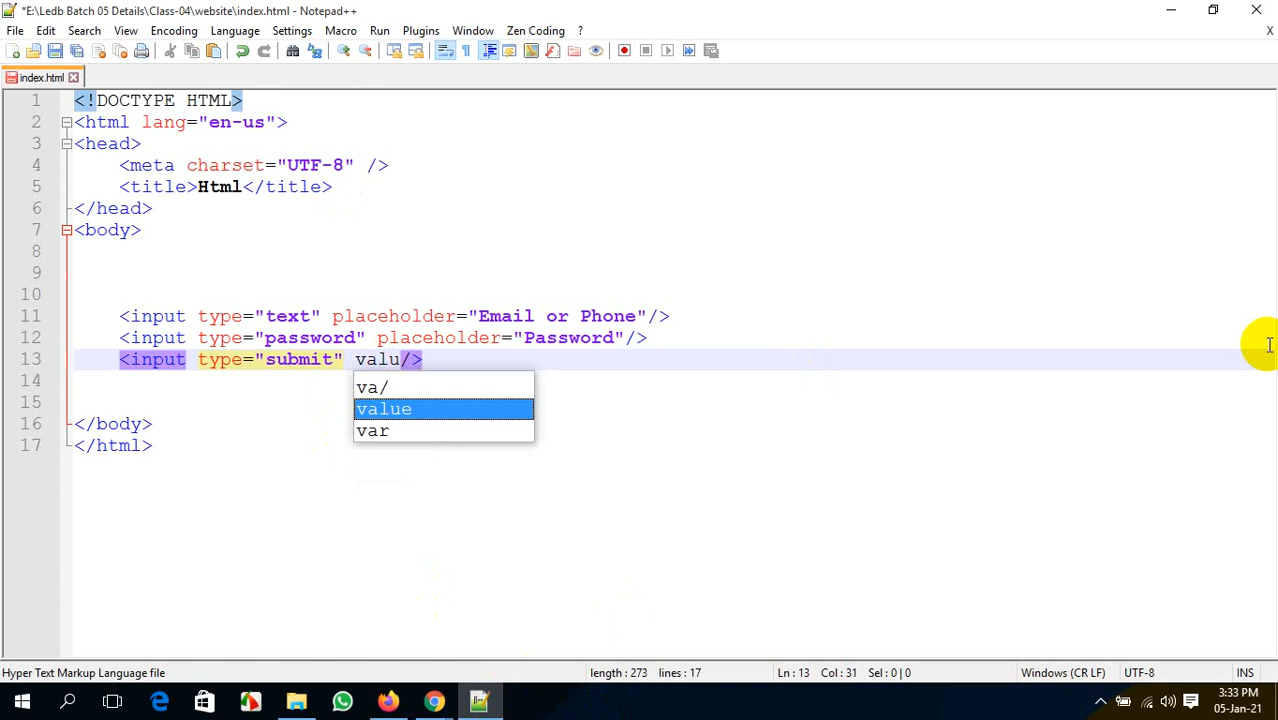 *E:\Ledb Batch 05 Details\Class-04\website\index.html - Notepad++
File Edit Search View Encoding Language Settings Macro Run Plugins Window Zen Coding ? X
index.html
1 <!DOCTYPE HTML>
2 <html lang="en-us">
3 <head>
4 <meta charset="UTF-8" />
5 <title>Html</title>
6 </head>
7 <body>
8
9
10
11 <input type="text" placeholder="Email or Phone"/>
12 <input type="password" placeholder="Password"/>
13 <input type="submit" valu/>
14 va/
value
15
var
16 </body>
17 </html>
Hyper Text Markup Language file length : 273 lines : 17 Ln : 13 Col : 31 Sel : 0 | 0 Windows (CR LF) UTF-8 INS
3:33 PM
05-Jan-21